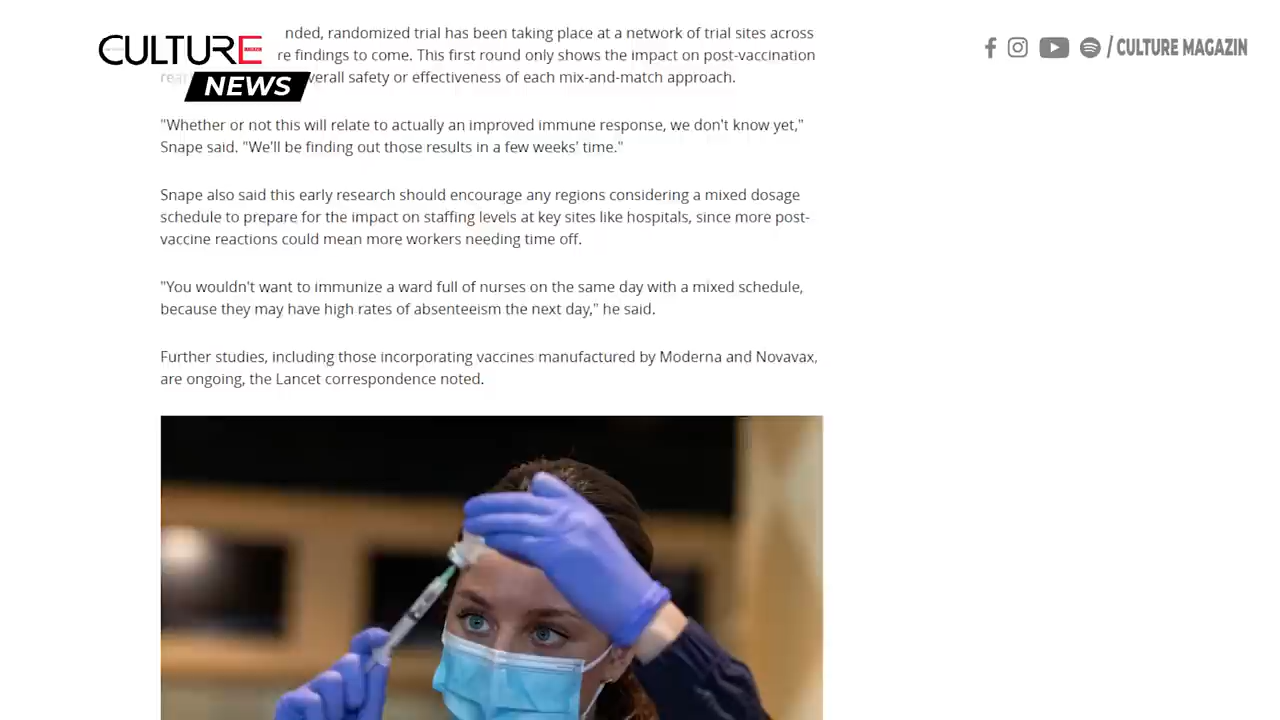 CULTURE
NEWS
/ CULTURE MAGAZIN
nded, randomized trial has been taking place at a network of trial sites across
re findings to come. This first round only shows the impact on post-vaccination
verall safety or effectiveness of each mix-and-match approach.
"Whether or not this will relate to actually an improved immune response, we don't know yet,"
Snape said. "We'll be finding out those results in a few weeks' time."
Snape also said this early research should encourage any regions considering a mixed dosage
schedule to prepare for the impact on staffing levels at key sites like hospitals, since more post-
vaccine reactions could mean more workers needing time off.
"You wouldn't want to immunize a ward full of nurses on the same day with a mixed schedule,
because they may have high rates of absenteeism the next day," he said.
Further studies, including those incorporating vaccines manufactured by Moderna and Novavax,
are ongoing, the Lancet correspondence noted.